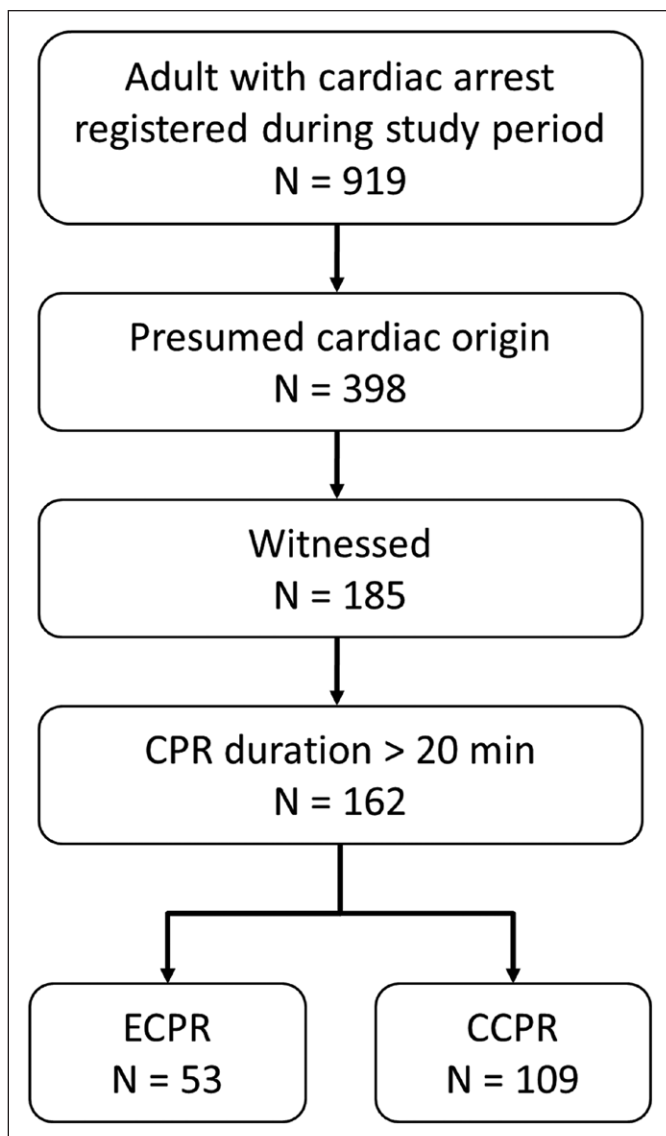 Adult with cardiac arrest
registered during study period
N = 919
Presumed cardiac origin
N = 398
Witnessed
N = 185
CPR duration > 20 min
N = 162
ECPR
N = 53
CCPR
N = 109